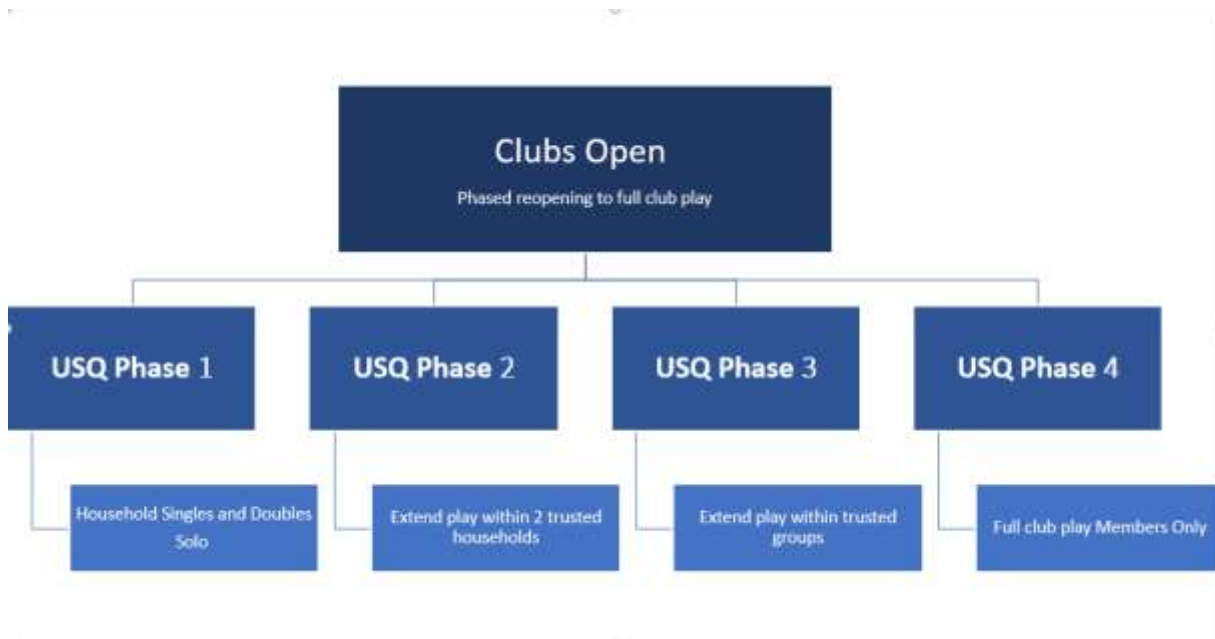 Clubs Open
Phased reopening to full club play
USQ Phase 1
USQ Phase 2
USQ Phase 3
USQ Phase 4
Household Singles and Doubles
Solo
Extend play within 2 trusted
households
Extend play within trusted
groups
Full club play Members Only